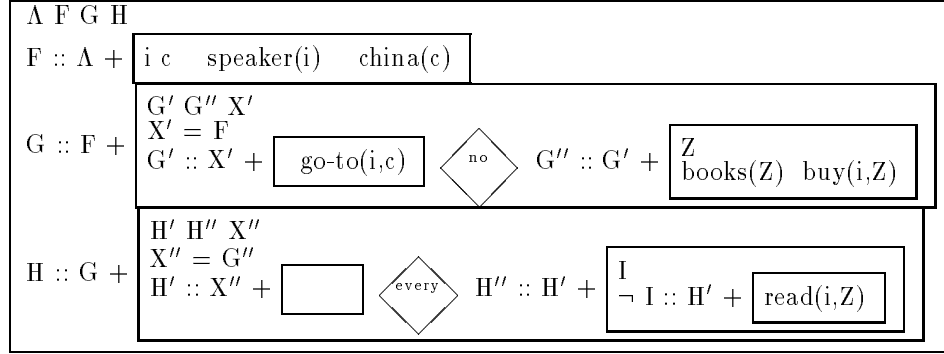 Λ F G H
F :: Λ + i c speaker(i) china(c)
G′ G″ X′
X′ = F
G :: F + G′ :: X′ + go-to(i,c) no G″ :: G′ + Z
books(Z) buy(i,Z)
H′ H″ X″
X″ = G″
H :: G + H′ :: X″ + every H″ :: H′ + I
¬ I :: H′ + read(i,Z)